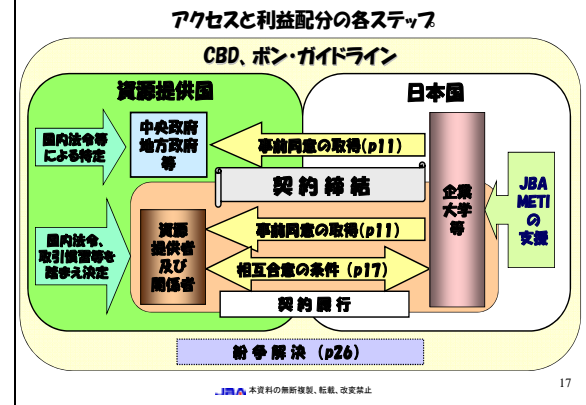 アクセスと利益配分の各ステップ
CBD、ボン・ガイドライン
資源提供国
日本国
国内法令等
による特定
中央政府
地方政府
等
事前同意の取得(p11)
契 約 締 結
企業
大学
等
JBA
METI
の
支援
国内法令、
取引慣習等を
踏まえ決定
資源
提供者
及び
関係者
事前同意の取得(p11)
相互合意の条件 (p17)
契 約 履 行
紛 争 解 決 (p26)
JBA 本資料の無断複製、転載、改変禁止
17